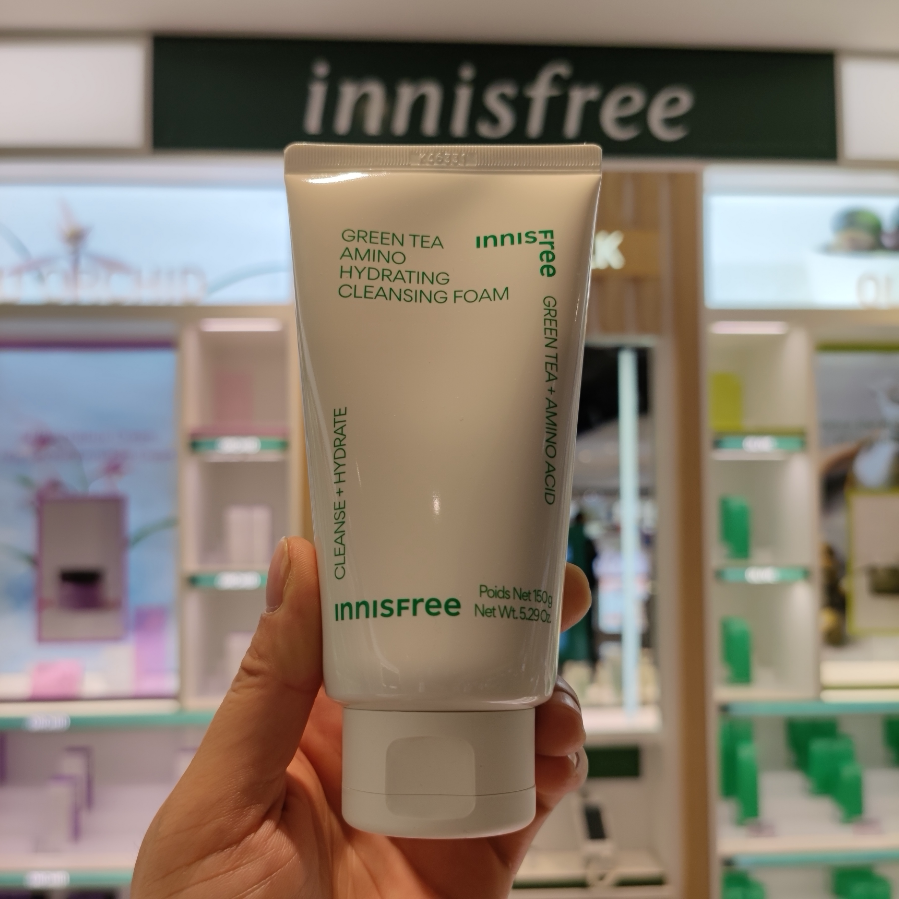 innisfree
GREEN TEA
AMINO
HYDRATING
CLEANSING FOAM
innisFree
GREEN TEA + AMINO ACID
CLEANSE + HYDRATE
innisFree
Poids Net 150g
Net Wt. 5.29 Oz.